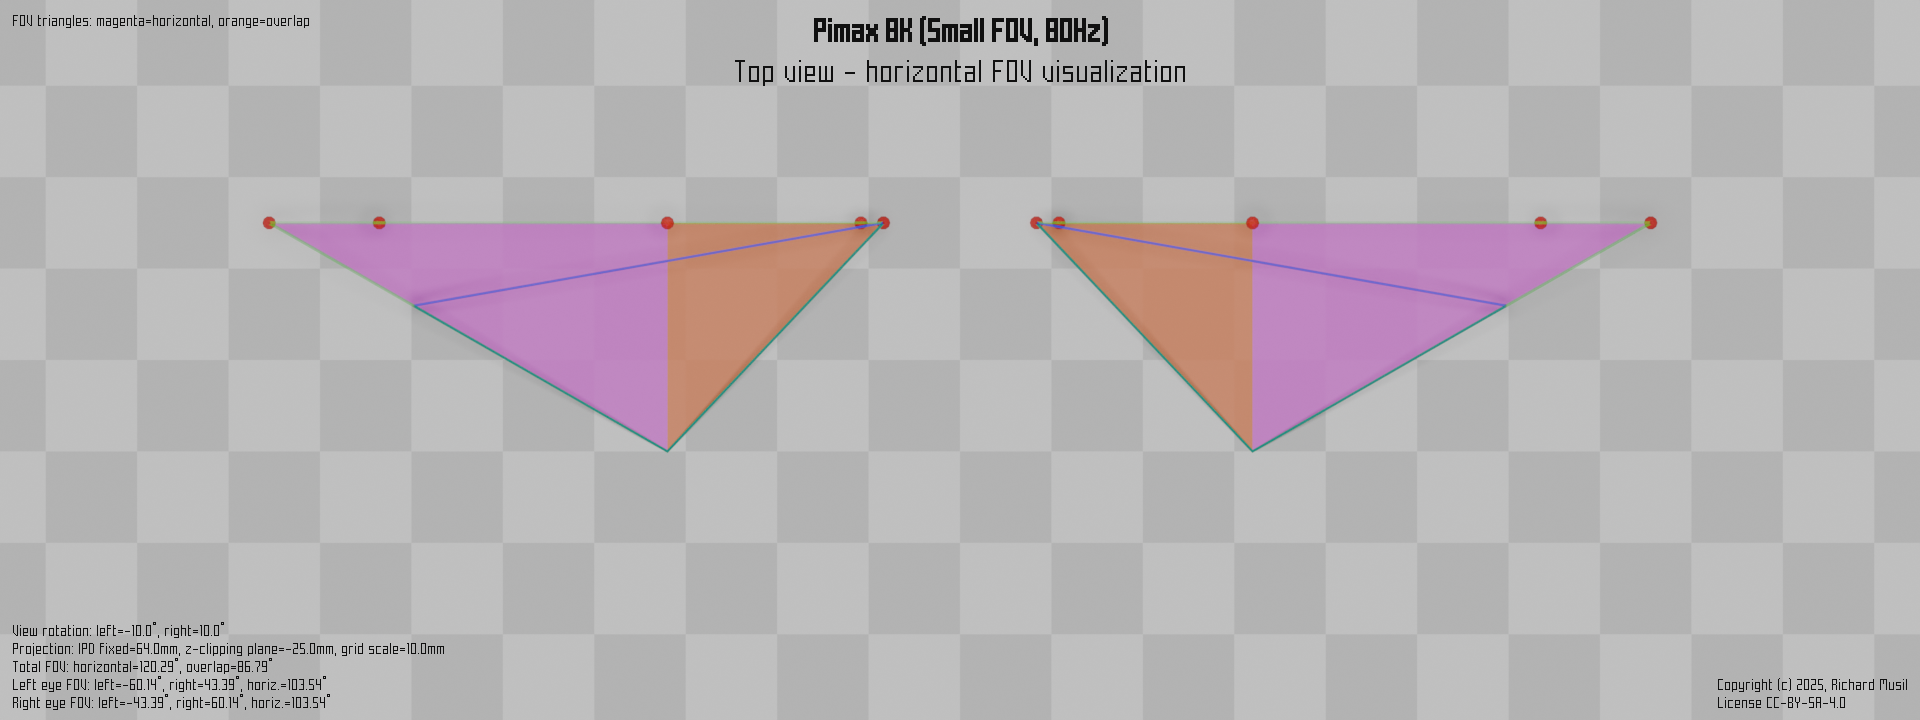 FOV triangles: magenta=horizontal, orange=overlap
Pimax 8K (Small FOV, 80Hz)
Top view - horizontal FOV visualization
View rotation: left=-10.0°, right=10.0°
Projection: IPD fixed=64.0mm, z-clipping plane=-25.0mm, grid scale=10.0mm
Total FOV: horizontal=120.29°, overlap=86.79°
Left eye FOV: left=-60.14°, right=43.39°, horiz.=103.54°
Right eye FOV: left=-43.39°, right=60.14°, horiz.=103.54°
Copyright (c) 2025, Richard Musil
License CC-BY-SA-4.0